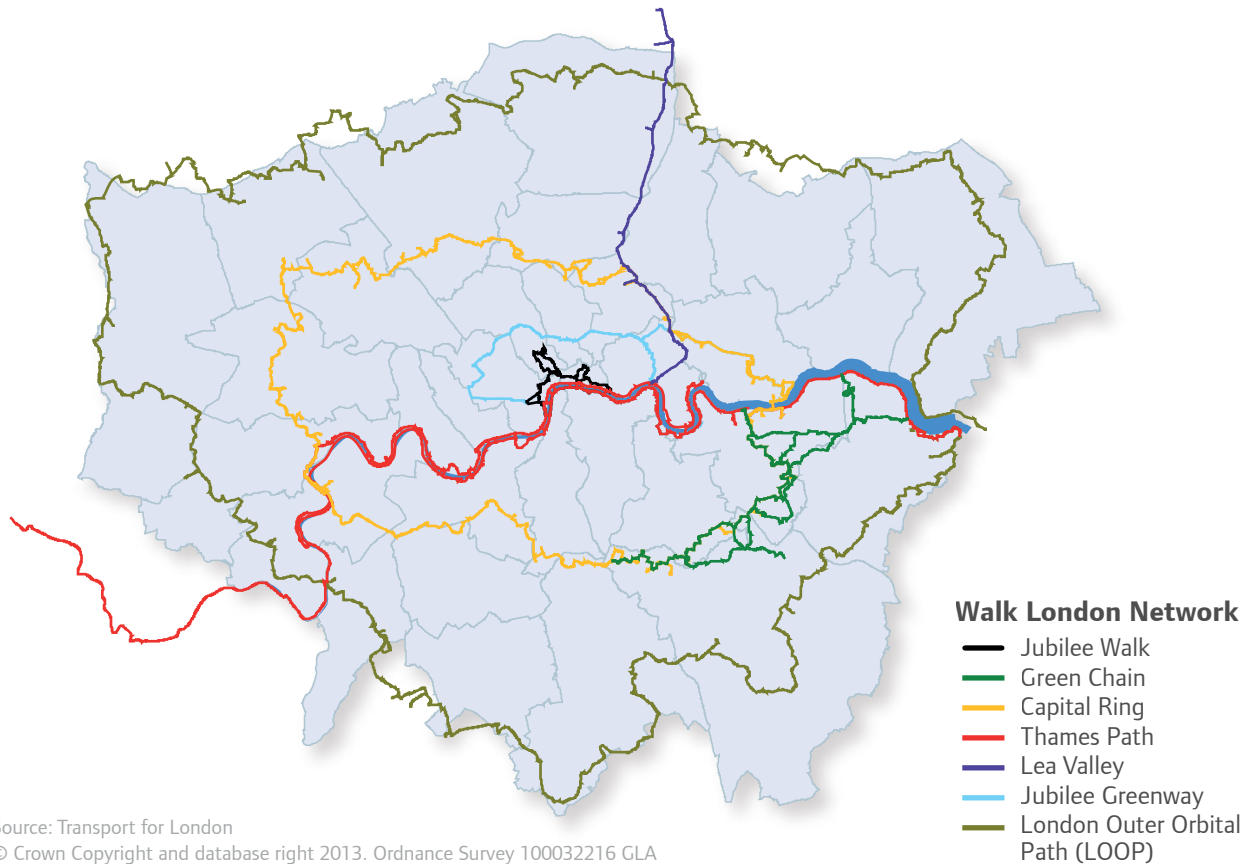 Walk London Network
Jubilee Walk
Green Chain
Capital Ring
Thames Path
Lea Valley
Jubilee Greenway
London Outer Orbital
Path (LOOP)
Source: Transport for London
© Crown Copyright and database right 2013. Ordnance Survey 100032216 GLA